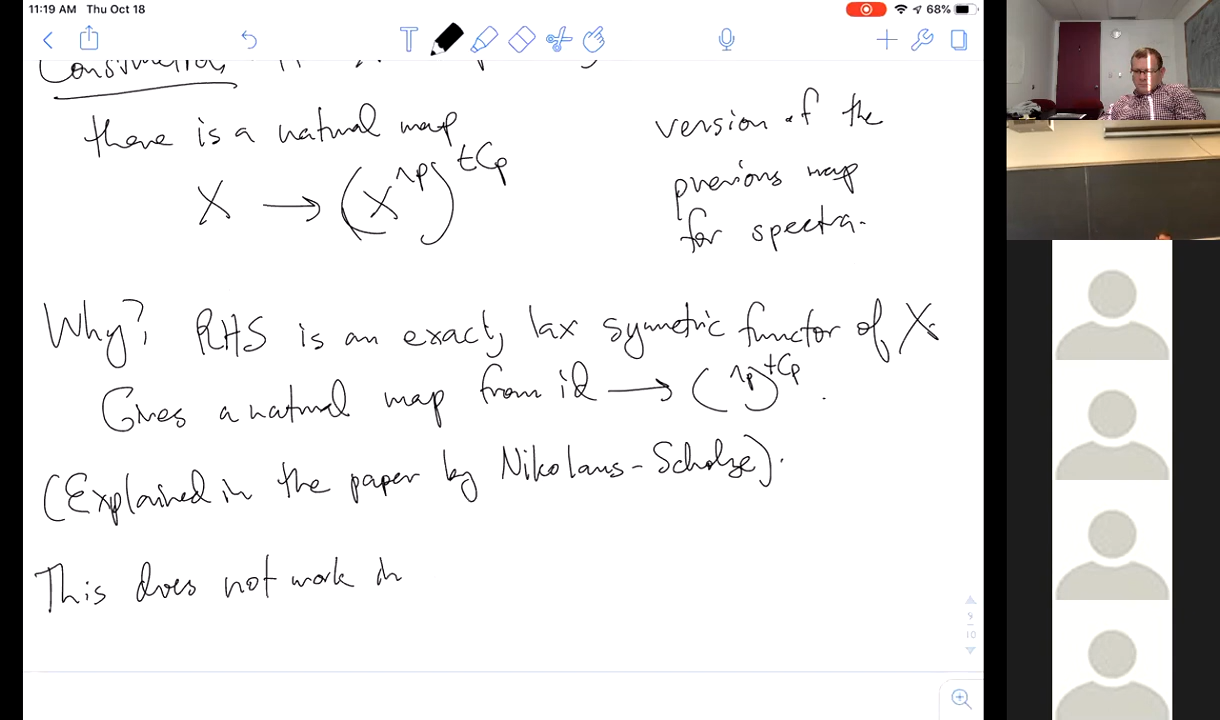 11:19 AM Thu Oct 18
68%
T
there is a natural map
X → (X^∧p)^tCp
version of the
previous map
for spectra.
Why? RHS is an exact, lax symmetric functor of X.
Gives a natural map from id → ( ^∧p)^tCp.
(Explained in the paper by Nikolaus-Scholze).
This does not work
9
10